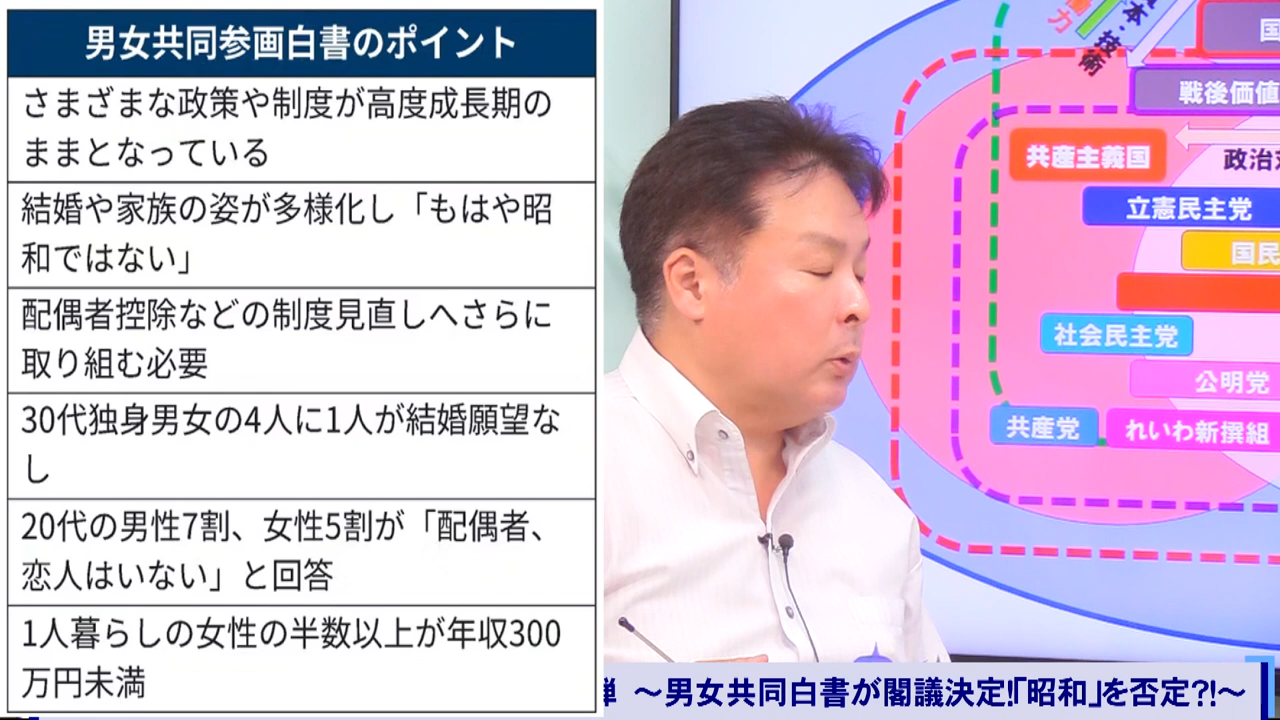 男女共同参画白書のポイント
さまざまな政策や制度が高度成長期の
ままとなっている
結婚や家族の姿が多様化し「もはや昭
和ではない」
配偶者控除などの制度見直しへさらに
取り組む必要
30代独身男女の4人に1人が結婚願望な
し
20代の男性7割、女性5割が「配偶者、
恋人はいない」と回答
1人暮らしの女性の半数以上が年収300
万円未満
力
本・技術
国
戦後価値
共産主義国
政治
立憲民主党
国民
社会民主党
公明党
共産党
れいわ新撰組
弾 〜男女共同白書が閣議決定!「昭和」を否定?!〜